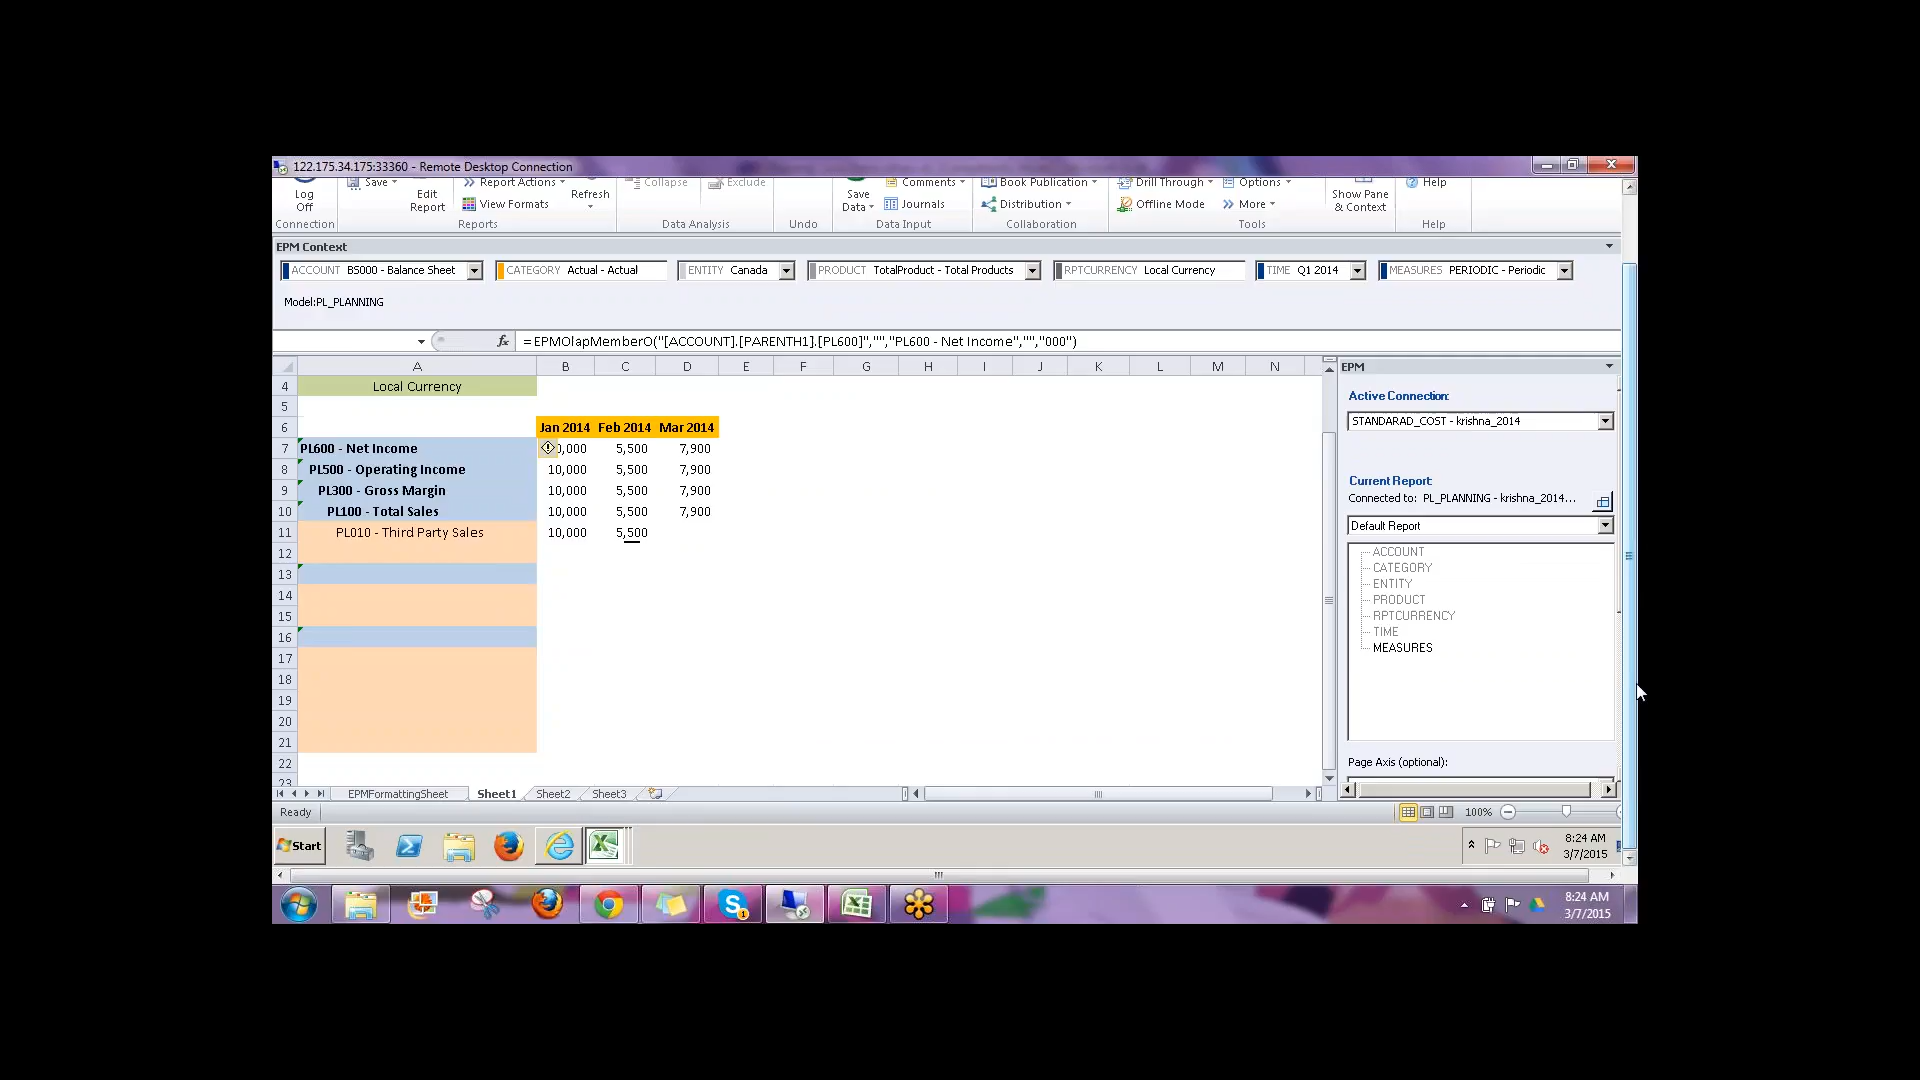 122.175.34.175:33360 - Remote Desktop Connection
Log Off
Connection
Save
Edit Report
Report Actions
View Formats
Refresh
Reports
Collapse
Exclude
Data Analysis
Undo
Save Data
Comments
Journals
Data Input
Book Publication
Distribution
Collaboration
Drill Through
Options
Offline Mode
More
Tools
Show Pane & Context
Help
Help
EPM Context
ACCOUNT BS000 - Balance Sheet
CATEGORY Actual - Actual
ENTITY Canada
PRODUCT TotalProduct - Total Products
RPTCURRENCY Local Currency
TIME Q1 2014
MEASURES PERIODIC - Periodic
Model:PL_PLANNING
fx =EPMOlapMemberO("[ACCOUNT].[PARENTH1].[PL600]","","PL600 - Net Income","","000")
A B C D E F G H I J K L M N
4 Local Currency
5
6 Jan 2014 Feb 2014 Mar 2014
7 PL600 - Net Income 0,000 5,500 7,900
8 PL500 - Operating Income 10,000 5,500 7,900
9 PL300 - Gross Margin 10,000 5,500 7,900
10 PL100 - Total Sales 10,000 5,500 7,900
11 PL010 - Third Party Sales 10,000 5,500
12
13
14
15
16
17
18
19
20
21
22
23
EPM
Active Connection:
STANDARAD_COST - krishna_2014
Current Report:
Connected to: PL_PLANNING - krishna_2014...
Default Report
ACCOUNT
CATEGORY
ENTITY
PRODUCT
RPTCURRENCY
TIME
MEASURES
Page Axis (optional):
EPMFormattingSheet Sheet1 Sheet2 Sheet3
Ready
100%
Start
8:24 AM
3/7/2015
8:24 AM
3/7/2015